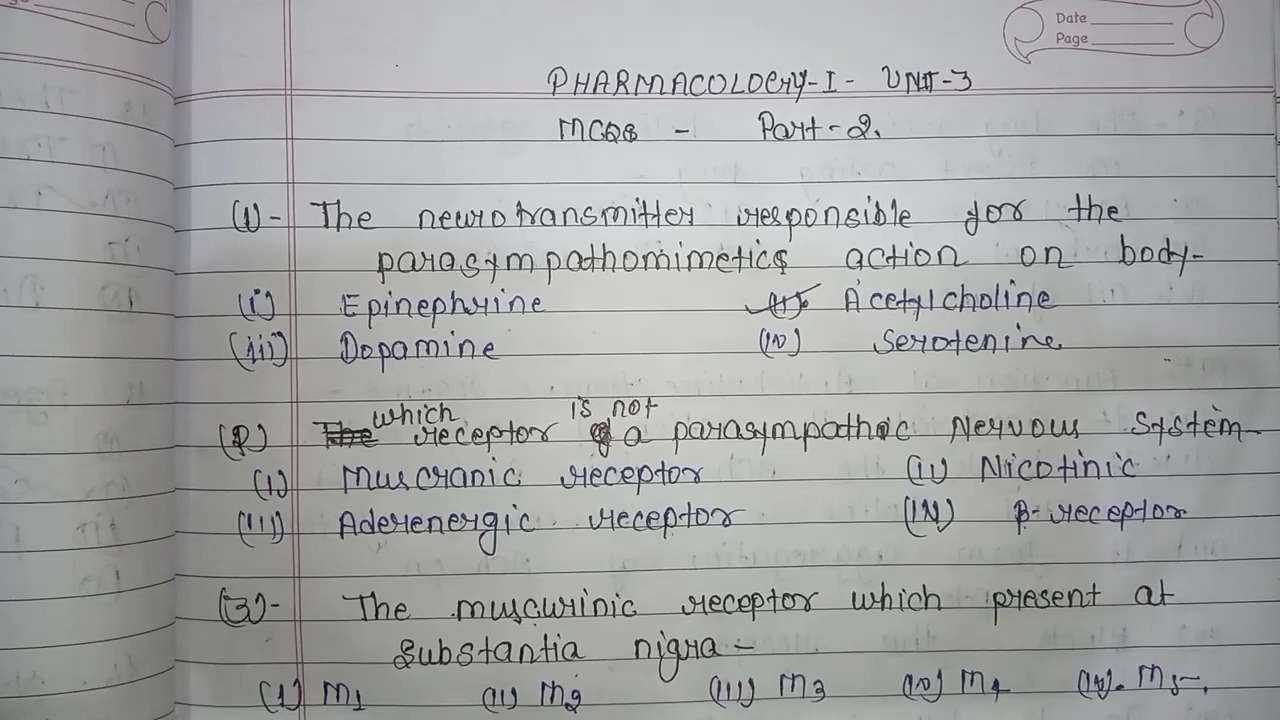 Date
Page
PHARMACOLOGY-I - UNIT-3
MCQs - Part-2.
(1)- The neurotransmitter responsible for the
parasympathomimetics action on body-
(i) Epinephrine (ii) Acetylcholine
(iii) Dopamine (iv) Serotenine
(2) which receptor is not a parasympathic Nervous System-
(i) Muscranic receptor (ii) Nicotinic
(iii) Aderenergic receptor (iv) β-receptor
(3)- The muscurinic receptor which present at
substantia nigra-
(i) M1 (ii) M2 (iii) M3 (iv) M4 (v). M5-.